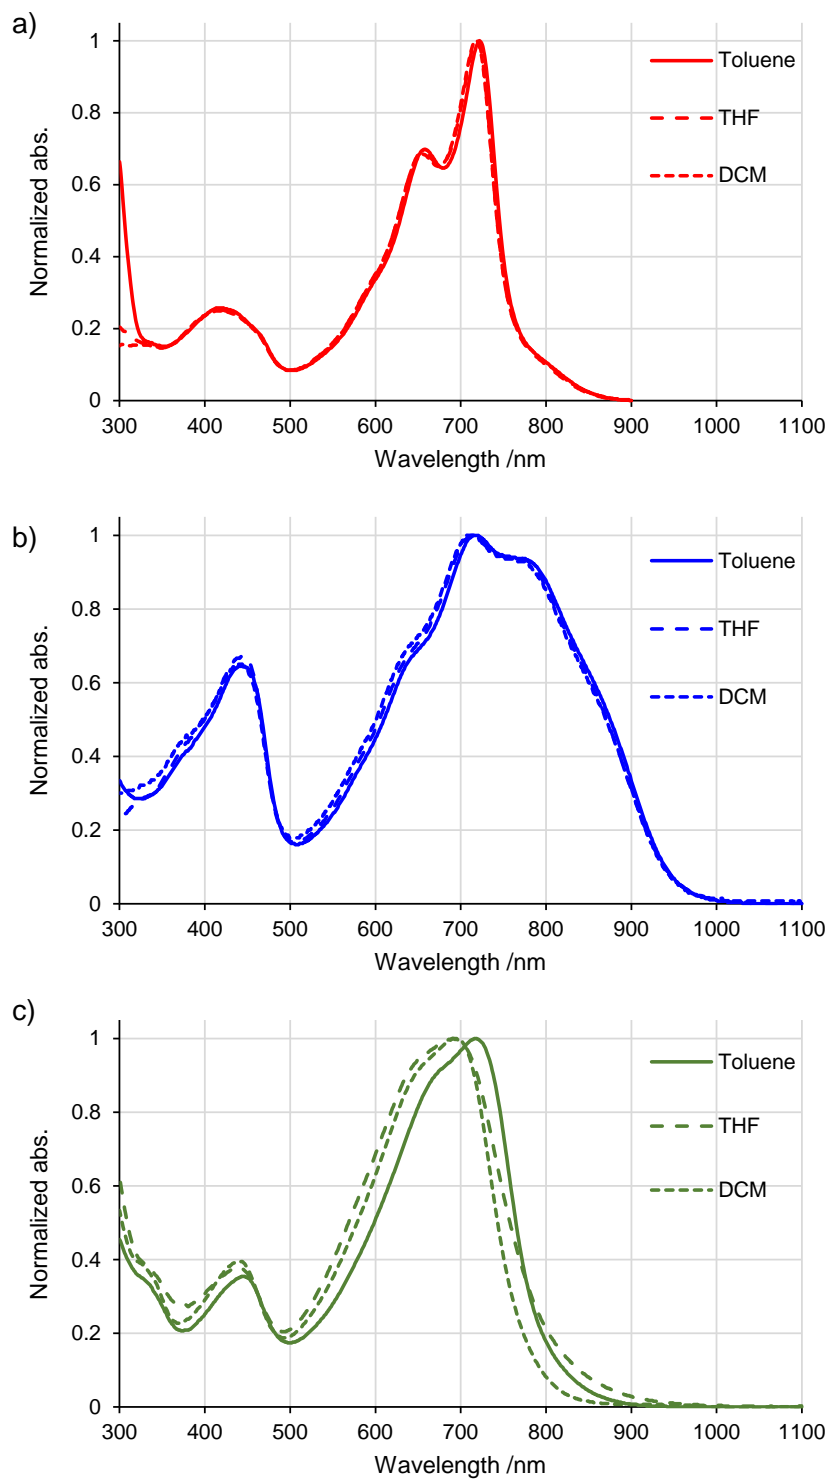 a)
Normalized abs.
1
0.8
0.6
0.4
0.2
0
300 400 500 600 700 800 900 1000 1100
Wavelength /nm
Toluene
THF
DCM
b)
Normalized abs.
1
0.8
0.6
0.4
0.2
0
300 400 500 600 700 800 900 1000 1100
Wavelength /nm
Toluene
THF
DCM
c)
Normalized abs.
1
0.8
0.6
0.4
0.2
0
300 400 500 600 700 800 900 1000 1100
Wavelength /nm
Toluene
THF
DCM